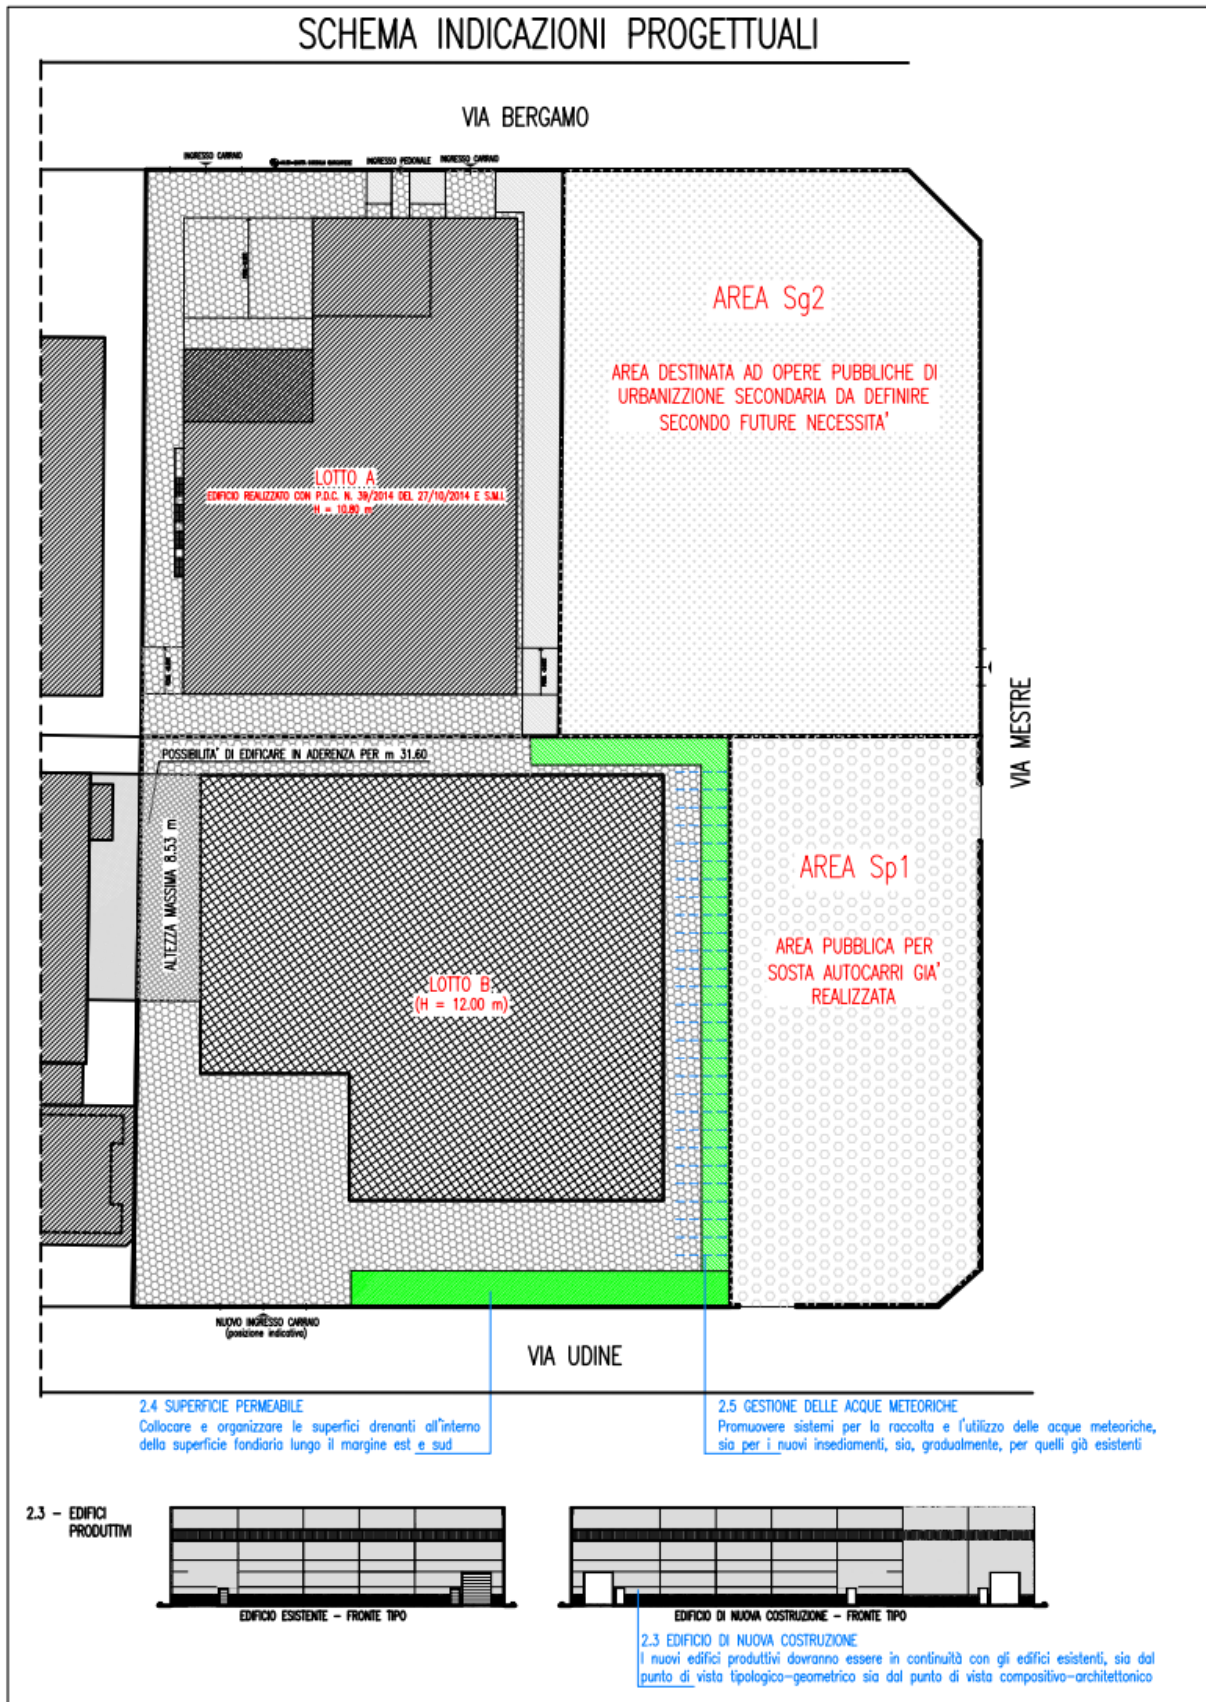 SCHEMA INDICAZIONI PROGETTUALI
VIA BERGAMO
INGRESSO CARRAIO
INGRESSO PEDONALE
INGRESSO CARRAIO
AREA Sg2
AREA DESTINATA AD OPERE PUBBLICHE DI
URBANIZZIONE SECONDARIA DA DEFINIRE
SECONDO FUTURE NECESSITA'
LOTTO A
EDIFICIO REALIZZATO CON P.D.C. N. 39/2014 DEL 27/10/2014 E S.M.I.
H = 10.80 m
VIA MESTRE
POSSIBILITA' DI EDIFICARE IN ADERENZA PER m 31.60
ALTEZZA MASSIMA 8.53 m
AREA Sp1
AREA PUBBLICA PER
SOSTA AUTOCARRI GIA'
REALIZZATA
LOTTO B
(H = 12.00 m)
NUOVO INGRESSO CARRAIO
(posizione indicativa)
VIA UDINE
2.4 SUPERFICIE PERMEABILE
Collocare e organizzare le superfici drenanti all'interno
della superficie fondiaria lungo il margine est e sud
2.5 GESTIONE DELLE ACQUE METEORICHE
Promuovere sistemi per la raccolta e l'utilizzo delle acque meteoriche,
sia per i nuovi insediamenti, sia, gradualmente, per quelli già esistenti
2.3 - EDIFICI
PRODUTTIVI
EDIFICIO ESISTENTE - FRONTE TIPO
EDIFICIO DI NUOVA COSTRUZIONE - FRONTE TIPO
2.3 EDIFICIO DI NUOVA COSTRUZIONE
I nuovi edifici produttivi dovranno essere in continuità con gli edifici esistenti, sia dal
punto di vista tipologico-geometrico sia dal punto di vista compositivo-architettonico